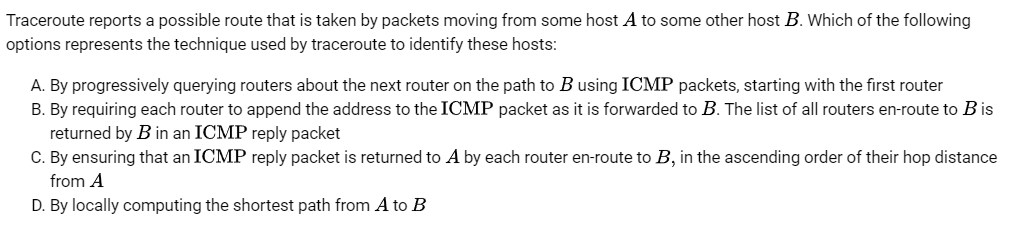 Traceroute reports a possible route that is taken by packets moving from some host A to some other host B. Which of the following
options represents the technique used by traceroute to identify these hosts:
A. By progressively querying routers about the next router on the path to B using ICMP packets, starting with the first router
B. By requiring each router to append the address to the ICMP packet as it is forwarded to B. The list of all routers en-route to B is
returned by B in an ICMP reply packet
C. By ensuring that an ICMP reply packet is returned to A by each router en-route to B, in the ascending order of their hop distance
from A
D. By locally computing the shortest path from A to B